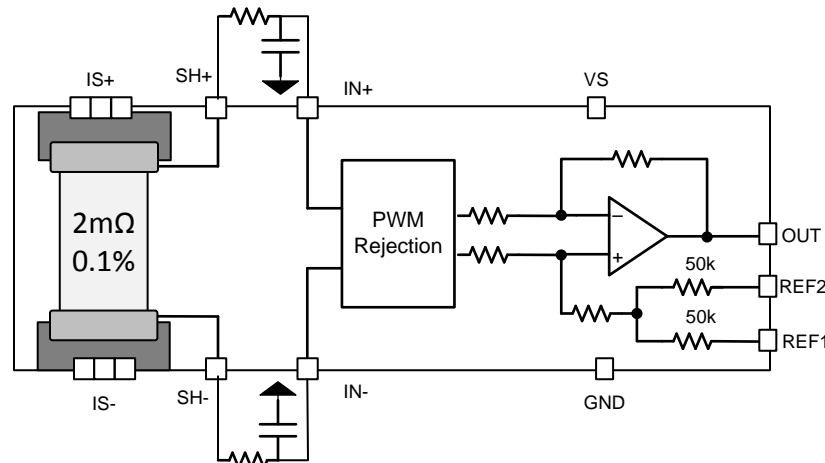 IS+
SH+
IN+
VS
2mΩ
0.1%
PWM
Rejection
−
+
OUT
50k
REF2
50k
REF1
IS-
SH-
IN-
GND